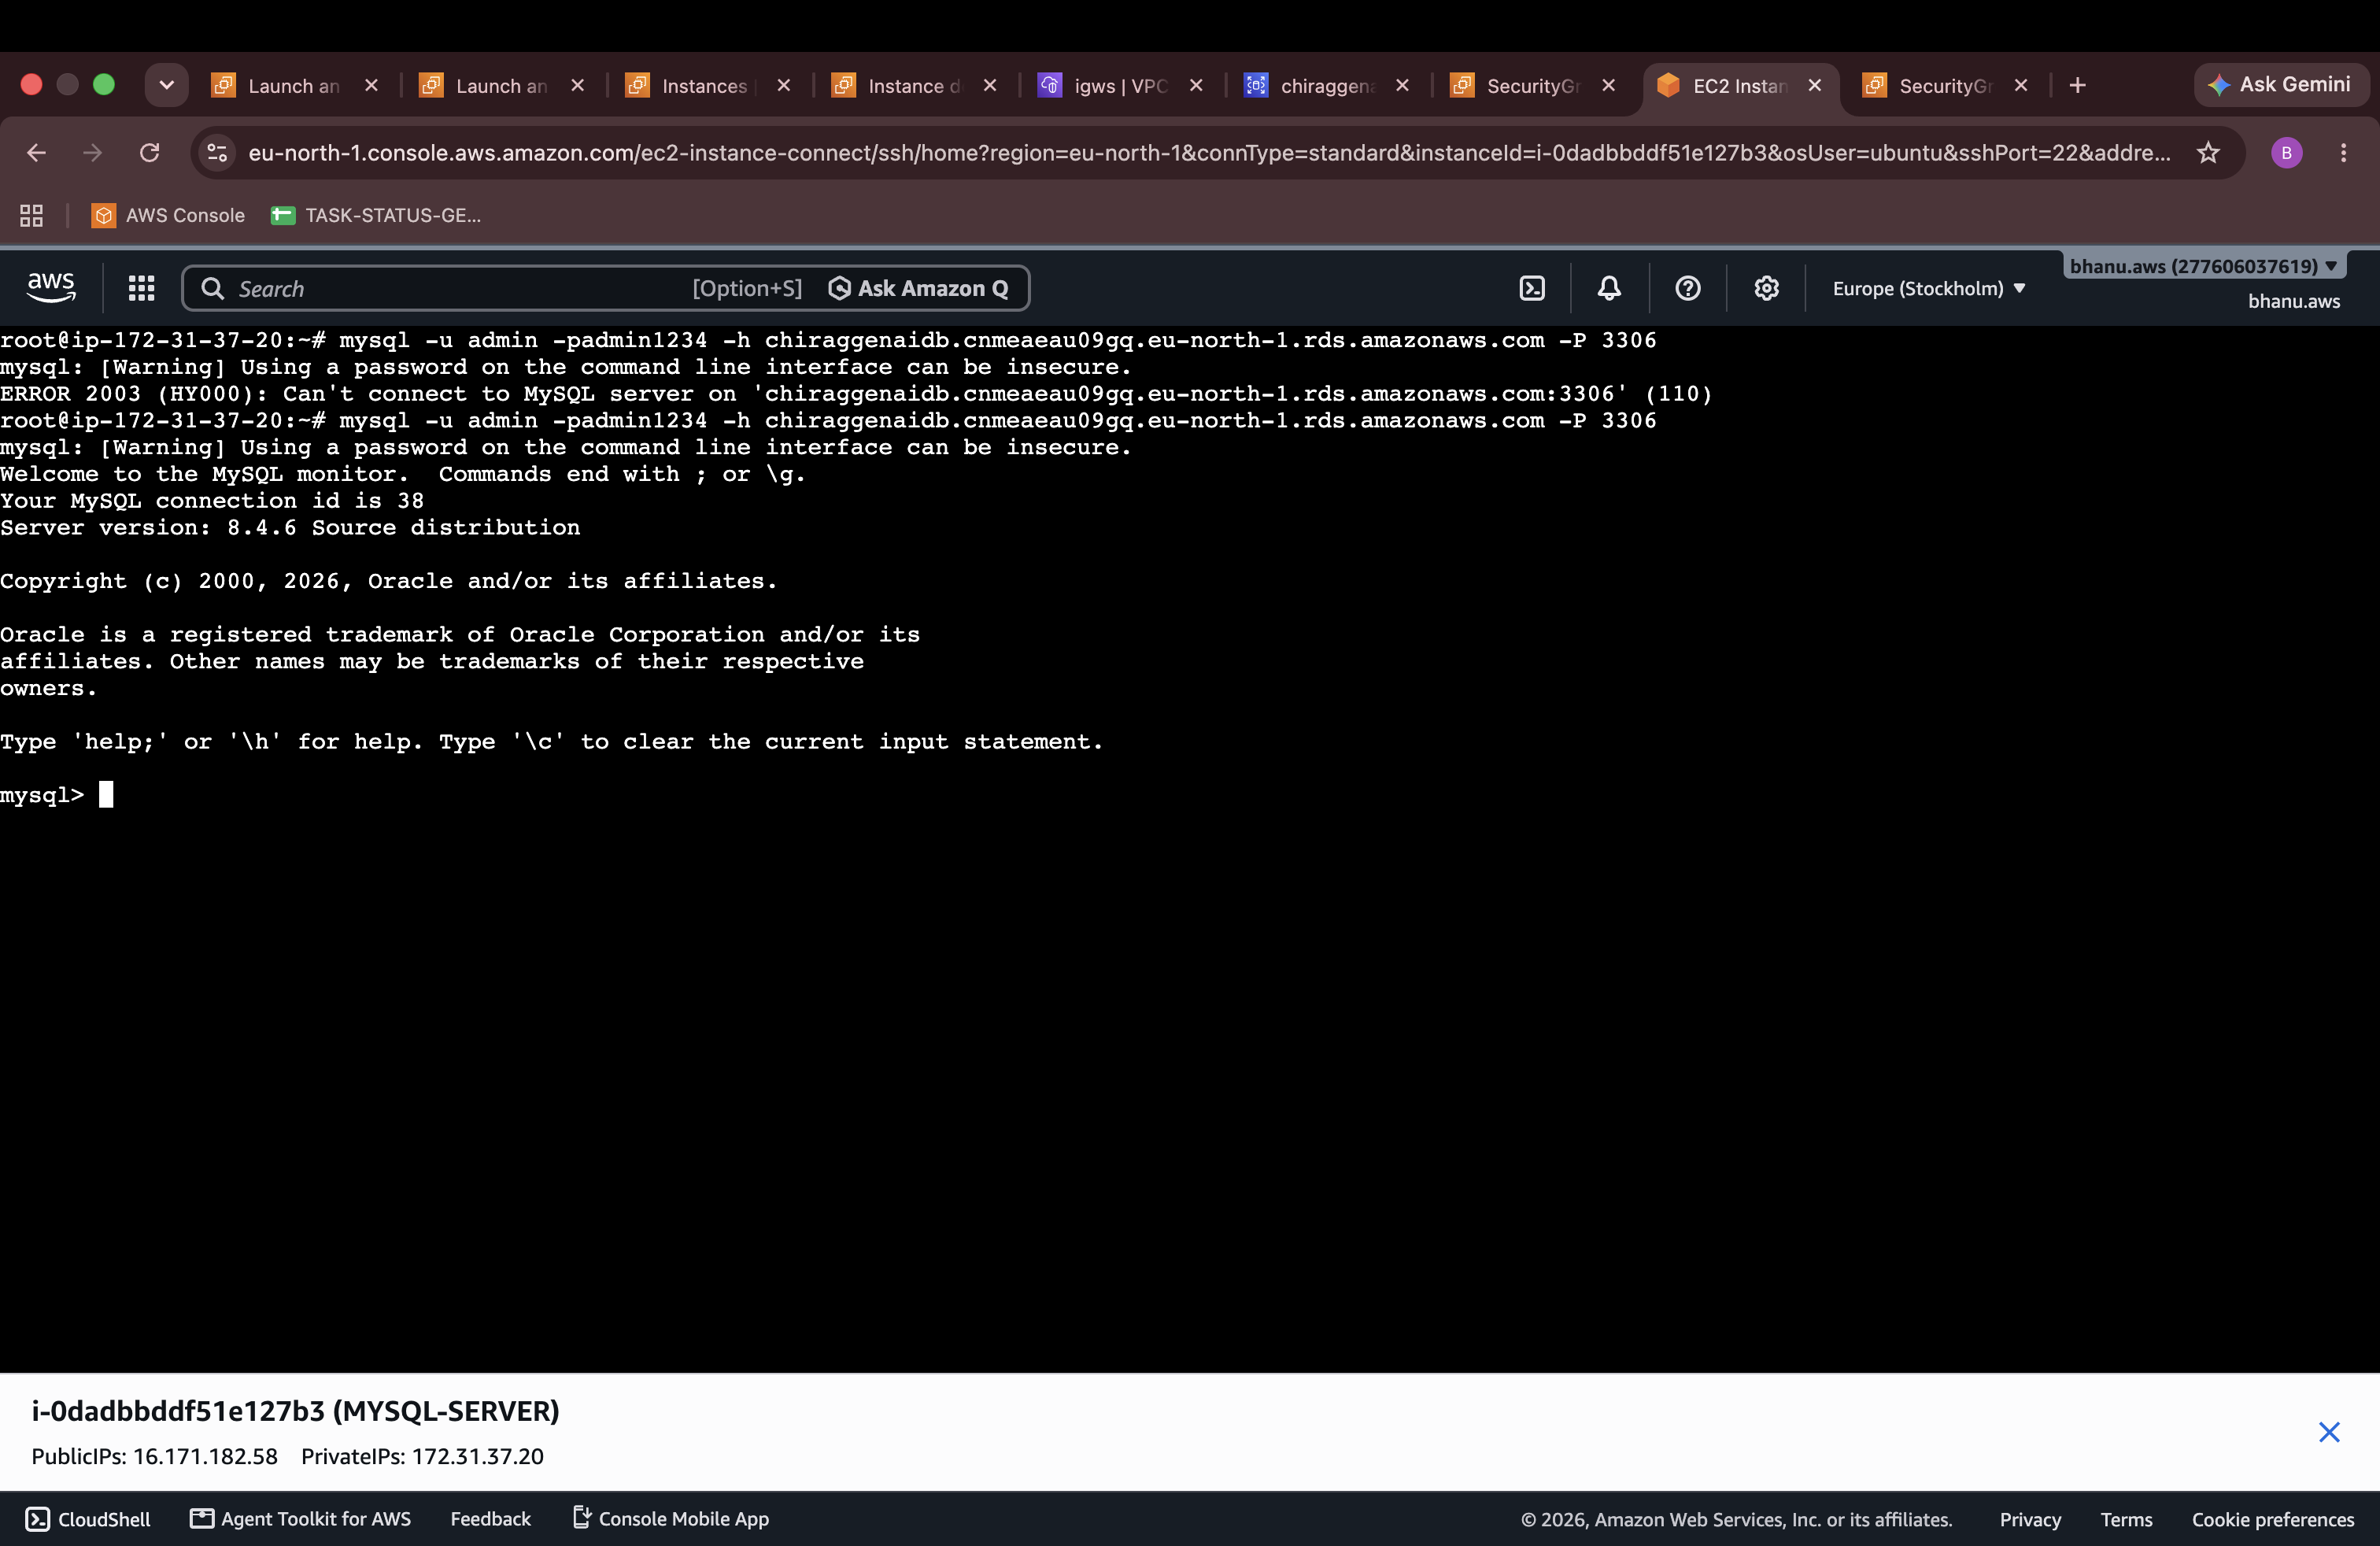 Launch an
Launch an
Instances
Instance d
igws | VPC
chiraggena
SecurityGr
EC2 Instan
SecurityGr
Ask Gemini
eu-north-1.console.aws.amazon.com/ec2-instance-connect/ssh/home?region=eu-north-1&connType=standard&instanceId=i-0dadbbddf51e127b3&osUser=ubuntu&sshPort=22&addre...
B
AWS Console
TASK-STATUS-GE...
aws
Search
[Option+S]
Ask Amazon Q
Europe (Stockholm)
bhanu.aws (277606037619)
bhanu.aws
root@ip-172-31-37-20:~# mysql -u admin -padmin1234 -h chiraggenaidb.cnmeaeau09gq.eu-north-1.rds.amazonaws.com -P 3306
mysql: [Warning] Using a password on the command line interface can be insecure.
ERROR 2003 (HY000): Can't connect to MySQL server on 'chiraggenaidb.cnmeaeau09gq.eu-north-1.rds.amazonaws.com:3306' (110)
root@ip-172-31-37-20:~# mysql -u admin -padmin1234 -h chiraggenaidb.cnmeaeau09gq.eu-north-1.rds.amazonaws.com -P 3306
mysql: [Warning] Using a password on the command line interface can be insecure.
Welcome to the MySQL monitor.  Commands end with ; or \g.
Your MySQL connection id is 38
Server version: 8.4.6 Source distribution
Copyright (c) 2000, 2026, Oracle and/or its affiliates.
Oracle is a registered trademark of Oracle Corporation and/or its
affiliates. Other names may be trademarks of their respective
owners.
Type 'help;' or '\h' for help. Type '\c' to clear the current input statement.
mysql>
i-0dadbbddf51e127b3 (MYSQL-SERVER)
PublicIPs: 16.171.182.58 PrivateIPs: 172.31.37.20
CloudShell
Agent Toolkit for AWS
Feedback
Console Mobile App
© 2026, Amazon Web Services, Inc. or its affiliates.
Privacy
Terms
Cookie preferences